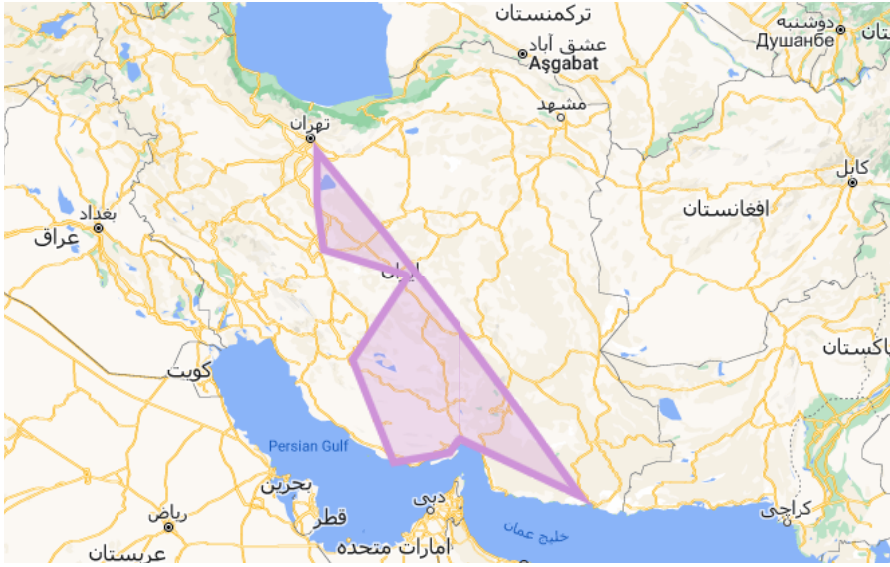 ترکمنستان
دوشنبه
Душанбе
عشق آباد
Aşgabat
مشهد
تهران
کابل
افغانستان
بغداد
عراق
ایران
کویت
پاکستان
Persian Gulf
بحرین
دبی
قطر
ریاض
کراچی
خلیج عمان
امارات متحده
عربستان